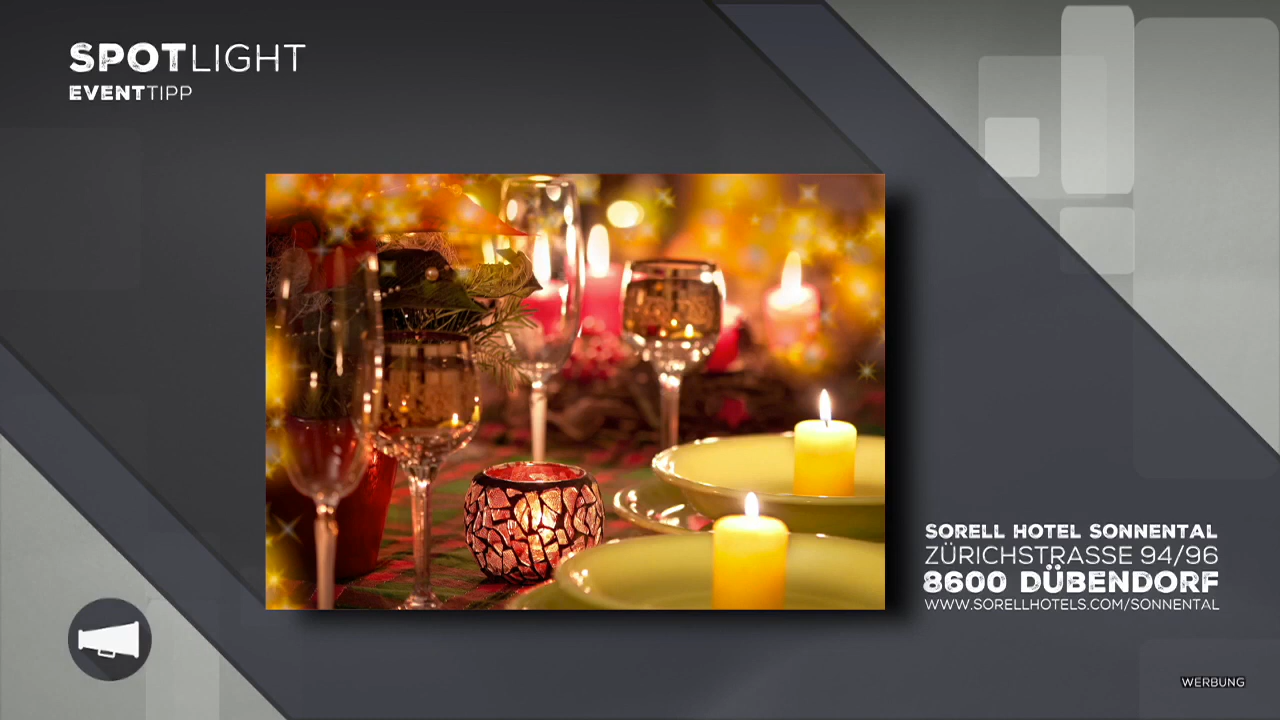 SPOTLIGHT
EVENTTIPP
SORELL HOTEL SONNENTAL
ZÜRICHSTRASSE 94/96
8600 DÜBENDORF
WWW.SORELLHOTELS.COM/SONNENTAL
WERBUNG